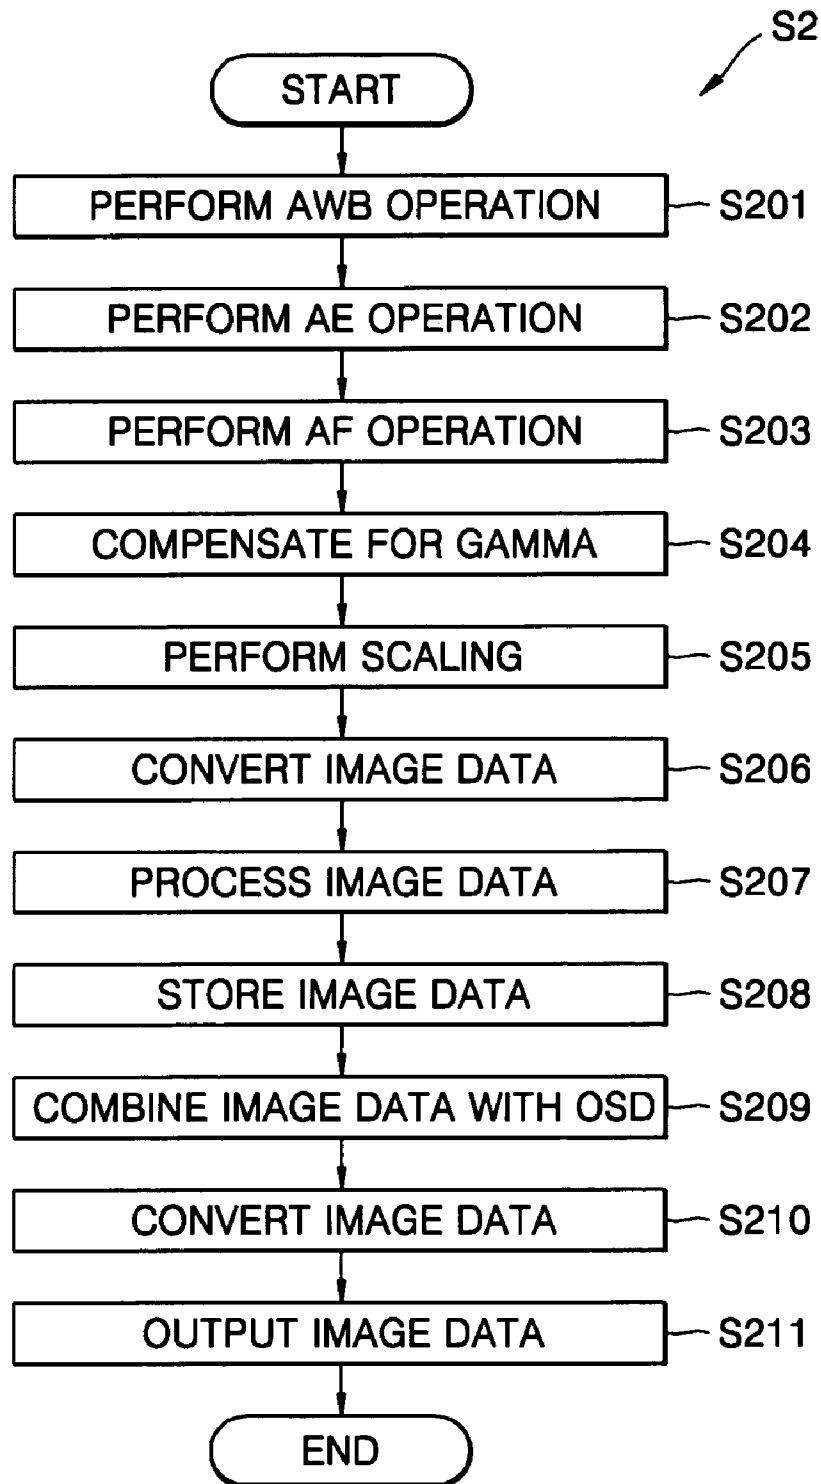 S2
START
PERFORM AWB OPERATION
S201
PERFORM AE OPERATION
S202
PERFORM AF OPERATION
S203
COMPENSATE FOR GAMMA
S204
PERFORM SCALING
S205
CONVERT IMAGE DATA
S206
PROCESS IMAGE DATA
S207
STORE IMAGE DATA
S208
COMBINE IMAGE DATA WITH OSD
S209
CONVERT IMAGE DATA
S210
OUTPUT IMAGE DATA
S211
END